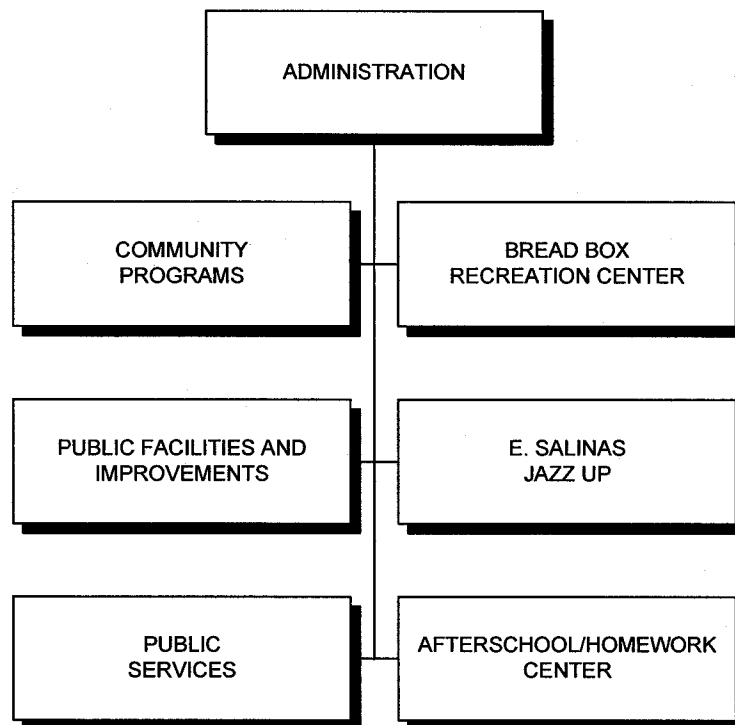 ADMINISTRATION
COMMUNITY
PROGRAMS
BREAD BOX
RECREATION CENTER
PUBLIC FACILITIES AND
IMPROVEMENTS
E. SALINAS
JAZZ UP
PUBLIC
SERVICES
AFTERSCHOOL/HOMEWORK
CENTER